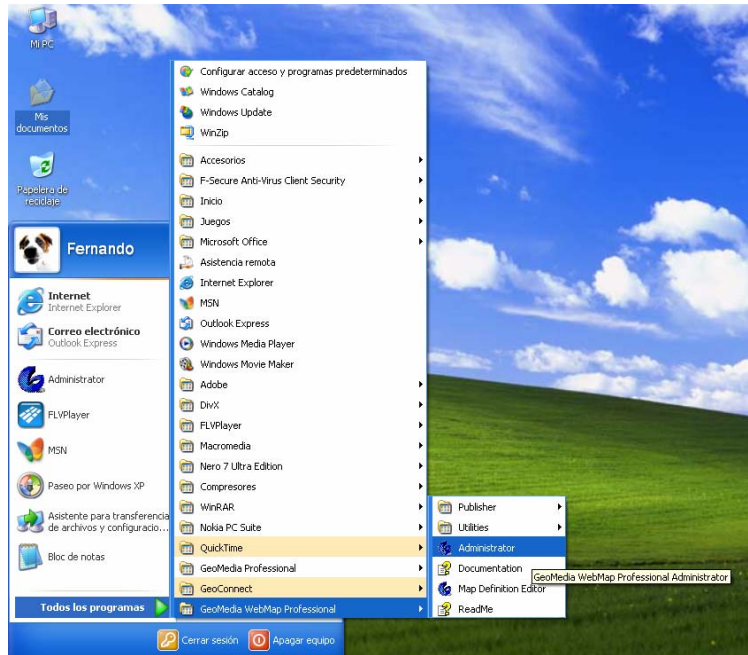 Mi PC
Mis
documentos
Papelera de
reciclaje
Fernando
Internet
Internet Explorer
Correo electrónico
Outlook Express
Administrator
FLVPlayer
MSN
Paseo por Windows XP
Asistente para transferencia
de archivos y configuracio...
Bloc de notas
Todos los programas
Cerrar sesión
Apagar equipo
Configurar acceso y programas predeterminados
Windows Catalog
Windows Update
WinZip
Accesorios
F-Secure Anti-Virus Client Security
Inicio
Juegos
Microsoft Office
Asistencia remota
Internet Explorer
MSN
Outlook Express
Windows Media Player
Windows Movie Maker
Adobe
DivX
FLVPlayer
Macromedia
Nero 7 Ultra Edition
Compresores
WinRAR
Nokia PC Suite
QuickTime
GeoMedia Professional
GeoConnect
GeoMedia WebMap Professional
Publisher
Utilities
Administrator
Documentation
GeoMedia WebMap Professional Administrator
Map Definition Editor
ReadMe